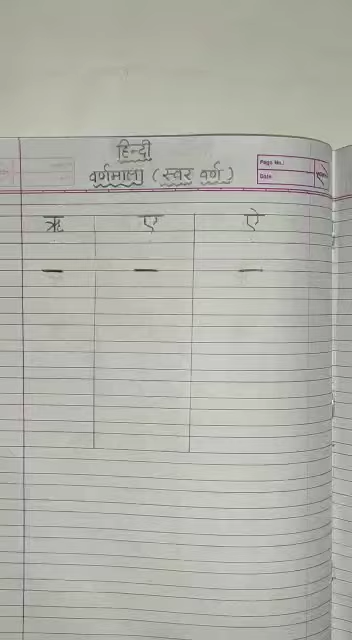 हिन्दी
वर्णमाला (स्वर वर्ण)
Page No.:
Date
ऋ ए ऐ